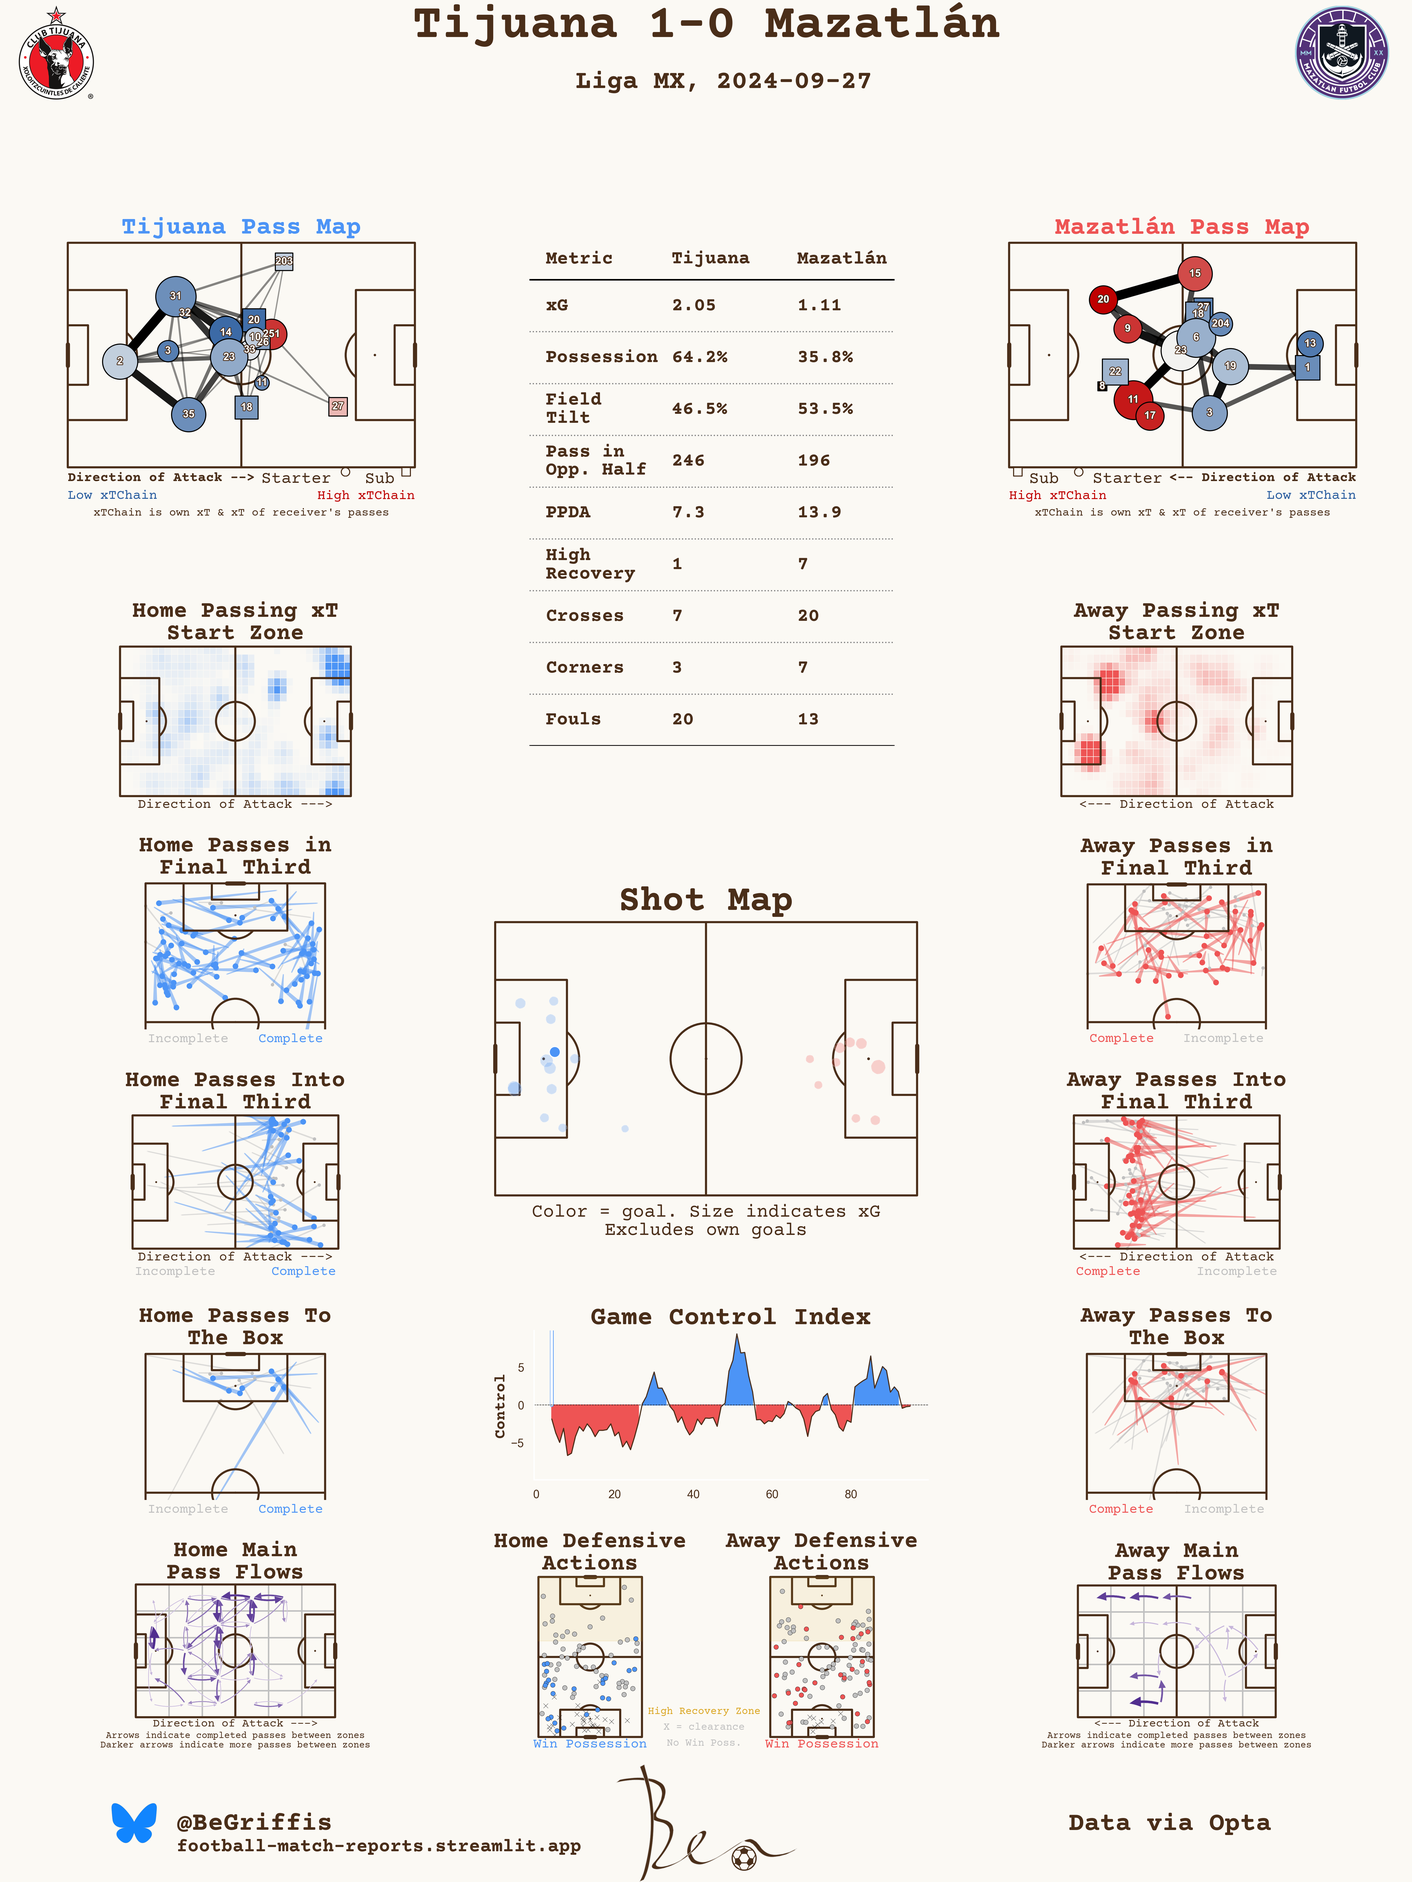 Tijuana 1-0 Mazatlán
Liga MX, 2024-09-27
CLUB TIJUANA
XOLOITZCUINTLES DE CALIENTE
®
MM XX
MAZATLÁN FUTBOL CLUB
Tijuana Pass Map
203
31
32
14
20
10
251
26
33
23
3
2
11
18
27
35
Direction of Attack --> Starter Sub
Low xTChain High xTChain
xTChain is own xT & xT of receiver's passes
Metric Tijuana Mazatlán
xG 2.05 1.11
Possession 64.2% 35.8%
Field
Tilt 46.5% 53.5%
Pass in
Opp. Half 246 196
PPDA 7.3 13.9
High
Recovery 1 7
Crosses 7 20
Corners 3 7
Fouls 20 13
Mazatlán Pass Map
15
20
27
18
204
9
6
23
13
19
1
22
8
11
17
3
Sub Starter <-- Direction of Attack
High xTChain Low xTChain
xTChain is own xT & xT of receiver's passes
Home Passing xT
Start Zone
Direction of Attack --->
Away Passing xT
Start Zone
<--- Direction of Attack
Home Passes in
Final Third
Incomplete Complete
Away Passes in
Final Third
Complete Incomplete
Shot Map
Color = goal. Size indicates xG
Excludes own goals
Home Passes Into
Final Third
Direction of Attack --->
Incomplete Complete
Away Passes Into
Final Third
<--- Direction of Attack
Complete Incomplete
Home Passes To
The Box
Incomplete Complete
Game Control Index
Control
5
0
−5
0 20 40 60 80
Away Passes To
The Box
Complete Incomplete
Home Main
Pass Flows
Direction of Attack --->
Arrows indicate completed passes between zones
Darker arrows indicate more passes between zones
Home Defensive
Actions
Win Possession
Away Defensive
Actions
Win Possession
High Recovery Zone
X = clearance
No Win Poss.
Away Main
Pass Flows
<--- Direction of Attack
Arrows indicate completed passes between zones
Darker arrows indicate more passes between zones
@BeGriffis
football-match-reports.streamlit.app
Ben
Data via Opta